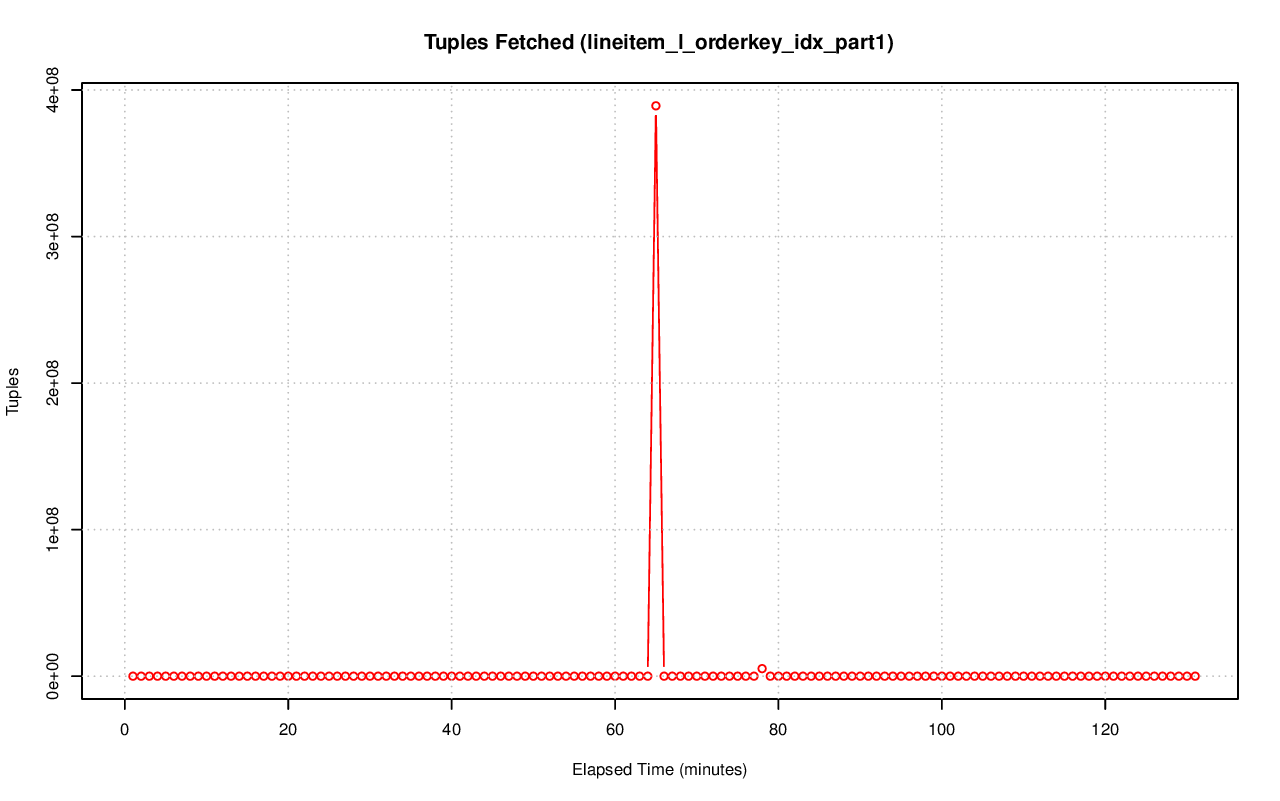 Tuples Fetched (lineitem_l_orderkey_idx_part1)
4e+08
3e+08
2e+08
1e+08
0e+00
Tuples
0 20 40 60 80 100 120
Elapsed Time (minutes)